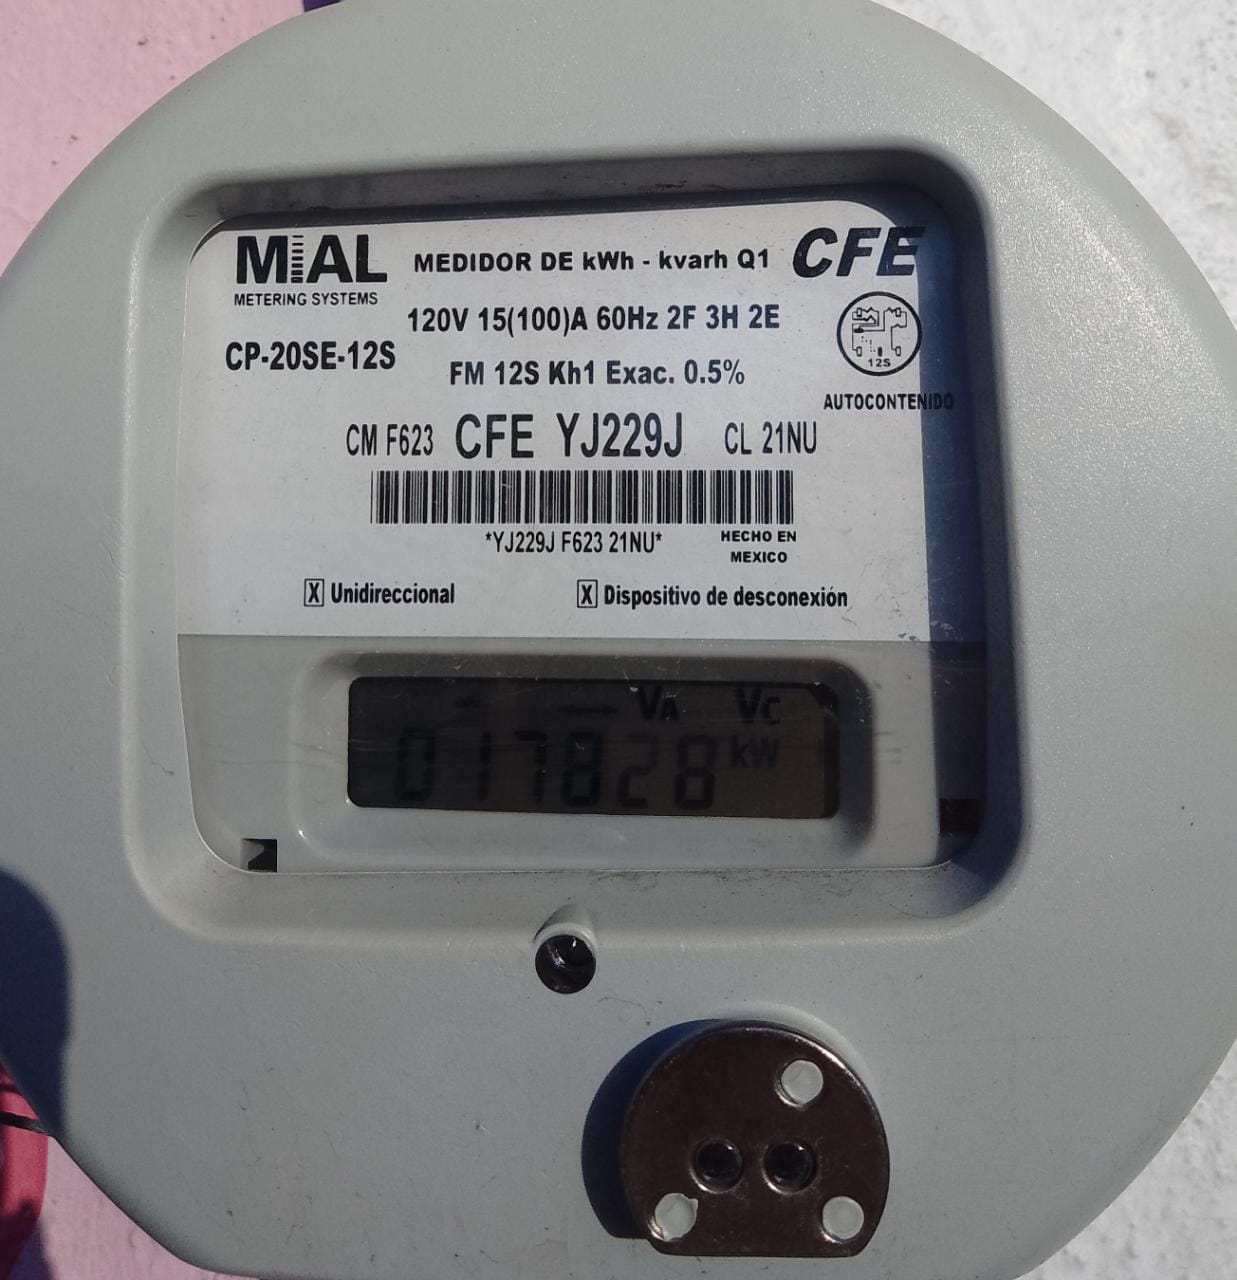 MIAL MEDIDOR DE kWh - kvarh Q1 CFE
METERING SYSTEMS
120V 15(100)A 60Hz 2F 3H 2E
CP-20SE-12S
FM 12S Kh1 Exac. 0.5%
12S
AUTOCONTENIDO
CM F623 CFE YJ229J CL 21NU
*YJ229J F623 21NU*
HECHO EN
MEXICO
X Unidireccional X Dispositivo de desconexión
VA VC
017828 kW